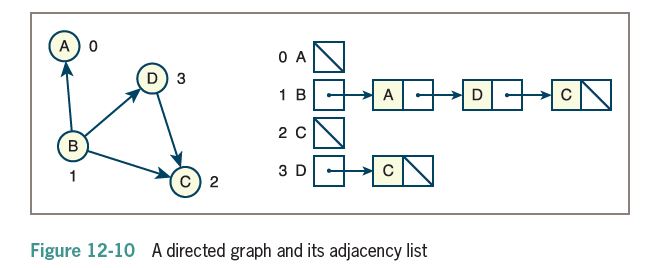 A 0
D 3
B
1
C 2
0 A
1 B A D C
2 C
3 D C
Figure 12-10 A directed graph and its adjacency list